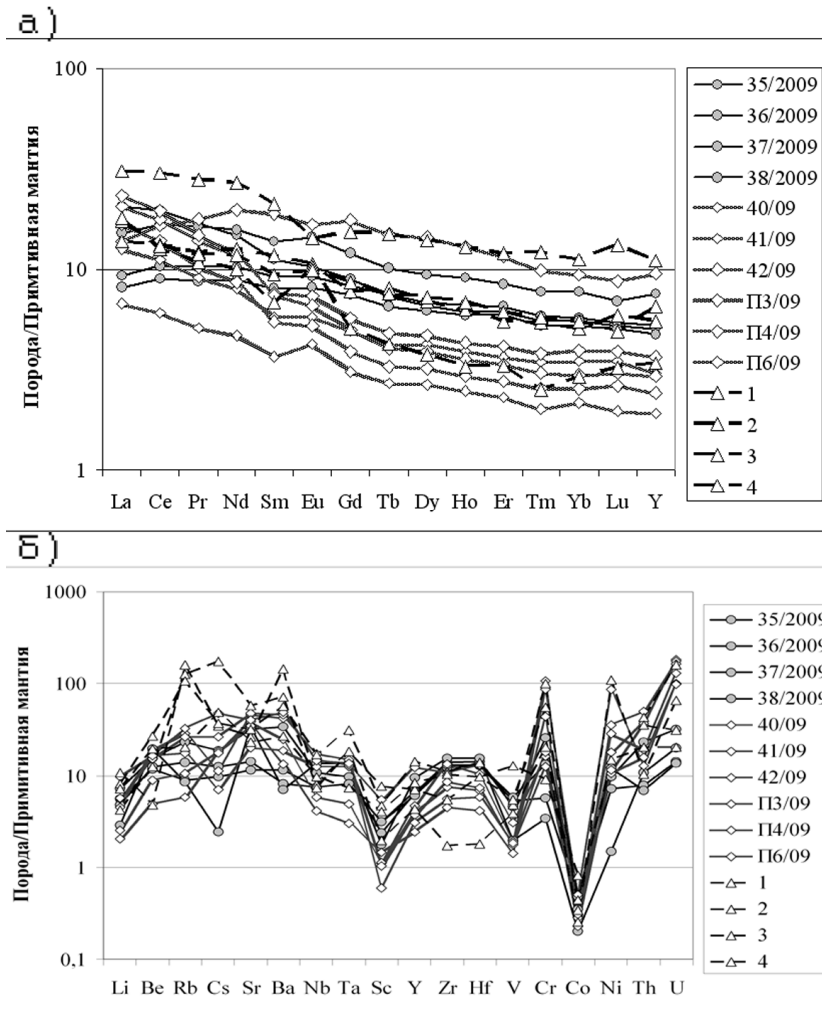 а)
Порода/Примтивная мантия
100
10
1
La Ce Pr Nd Sm Eu Gd Tb Dy Ho Er Tm Yb Lu Y
35/2009
36/2009
37/2009
38/2009
40/09
41/09
42/09
П3/09
П4/09
П6/09
1
2
3
4
б)
Порода/Примитивная мантия
1000
100
10
1
0,1
Li Be Rb Cs Sr Ba Nb Ta Sc Y Zr Hf V Cr Co Ni Th U
35/2009
36/2009
37/2009
38/2009
40/09
41/09
42/09
П3/09
П4/09
П6/09
1
2
3
4